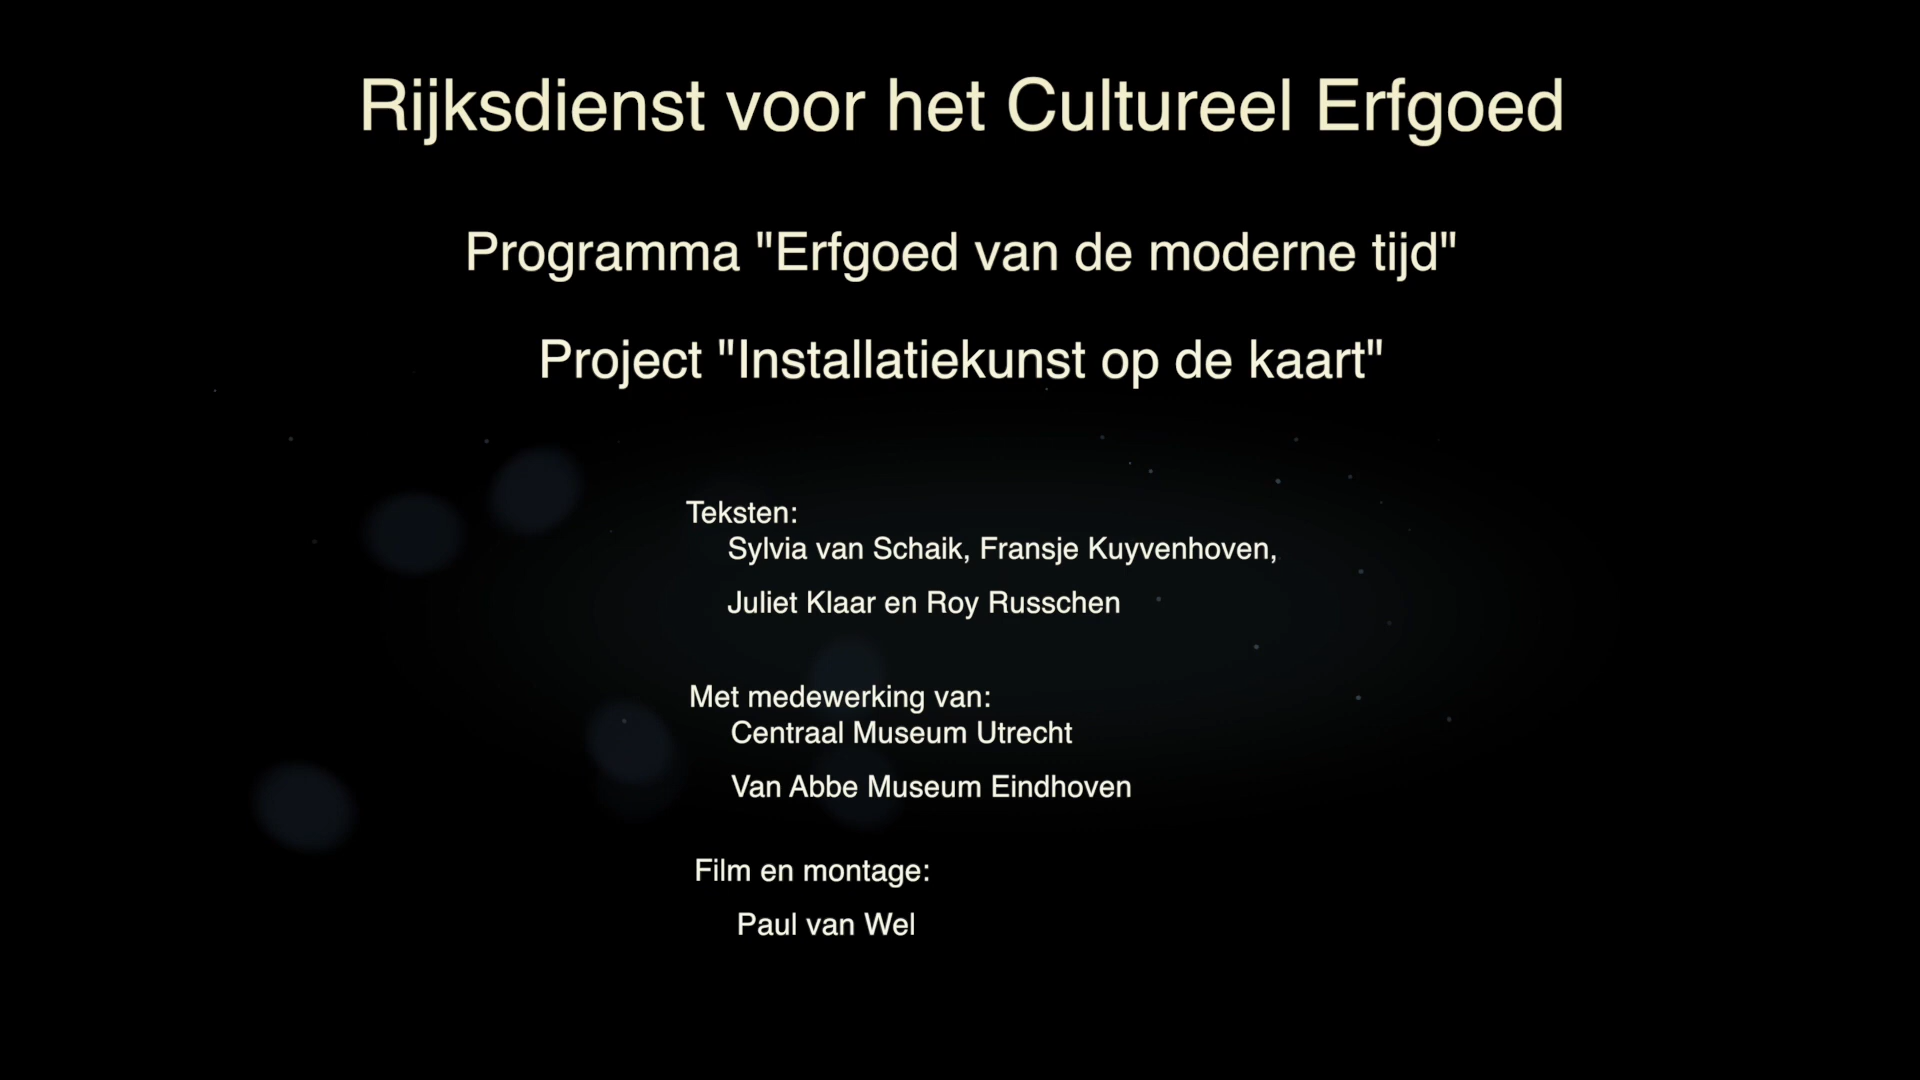 Rijksdienst voor het Cultureel Erfgoed
Programma "Erfgoed van de moderne tijd"
Project "Installatiekunst op de kaart"
Teksten:
Sylvia van Schaik, Fransje Kuyvenhoven,
Juliet Klaar en Roy Russchen
Met medewerking van:
Centraal Museum Utrecht
Van Abbe Museum Eindhoven
Film en montage:
Paul van Wel